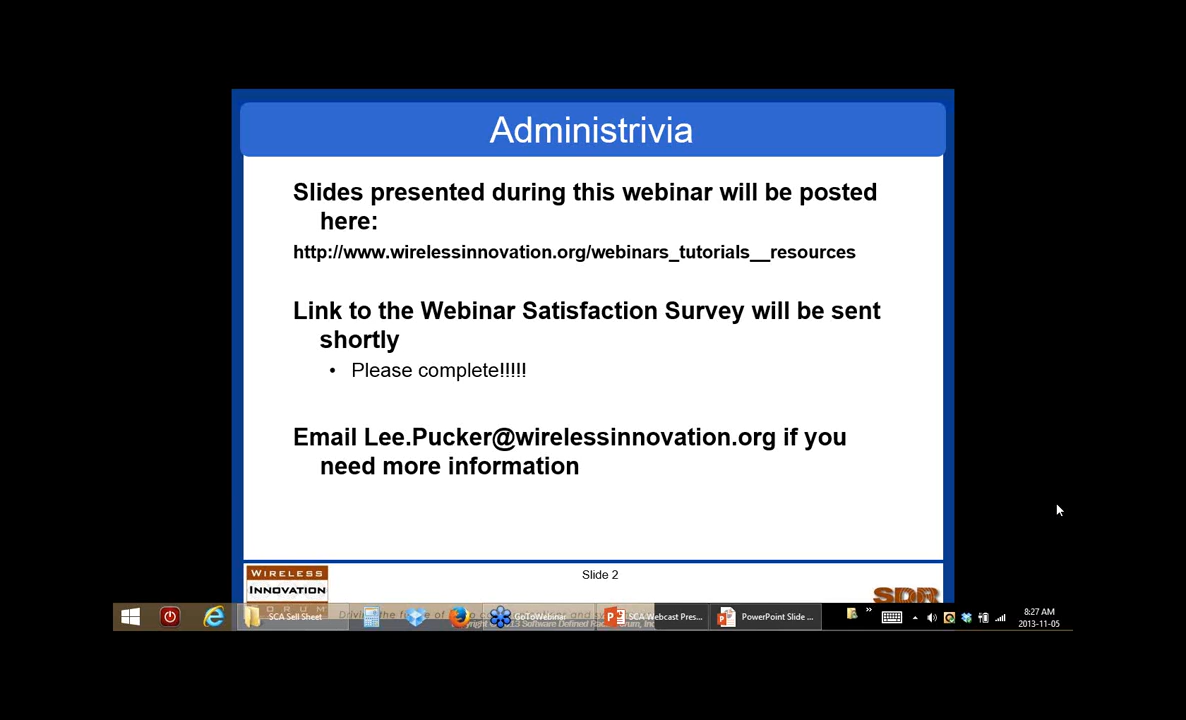 Administrivia
Slides presented during this webinar will be posted
here:
http://www.wirelessinnovation.org/webinars_tutorials__resources
Link to the Webinar Satisfaction Survey will be sent
shortly
• Please complete!!!!!
Email Lee.Pucker@wirelessinnovation.org if you
need more information
Slide 2
WIRELESS
INNOVATION
FORUM
SDR
SCA Sell Sheet
GoToWebinar
SCA Webcast Pres...
PowerPoint Slide ...
8:27 AM
2013-11-05